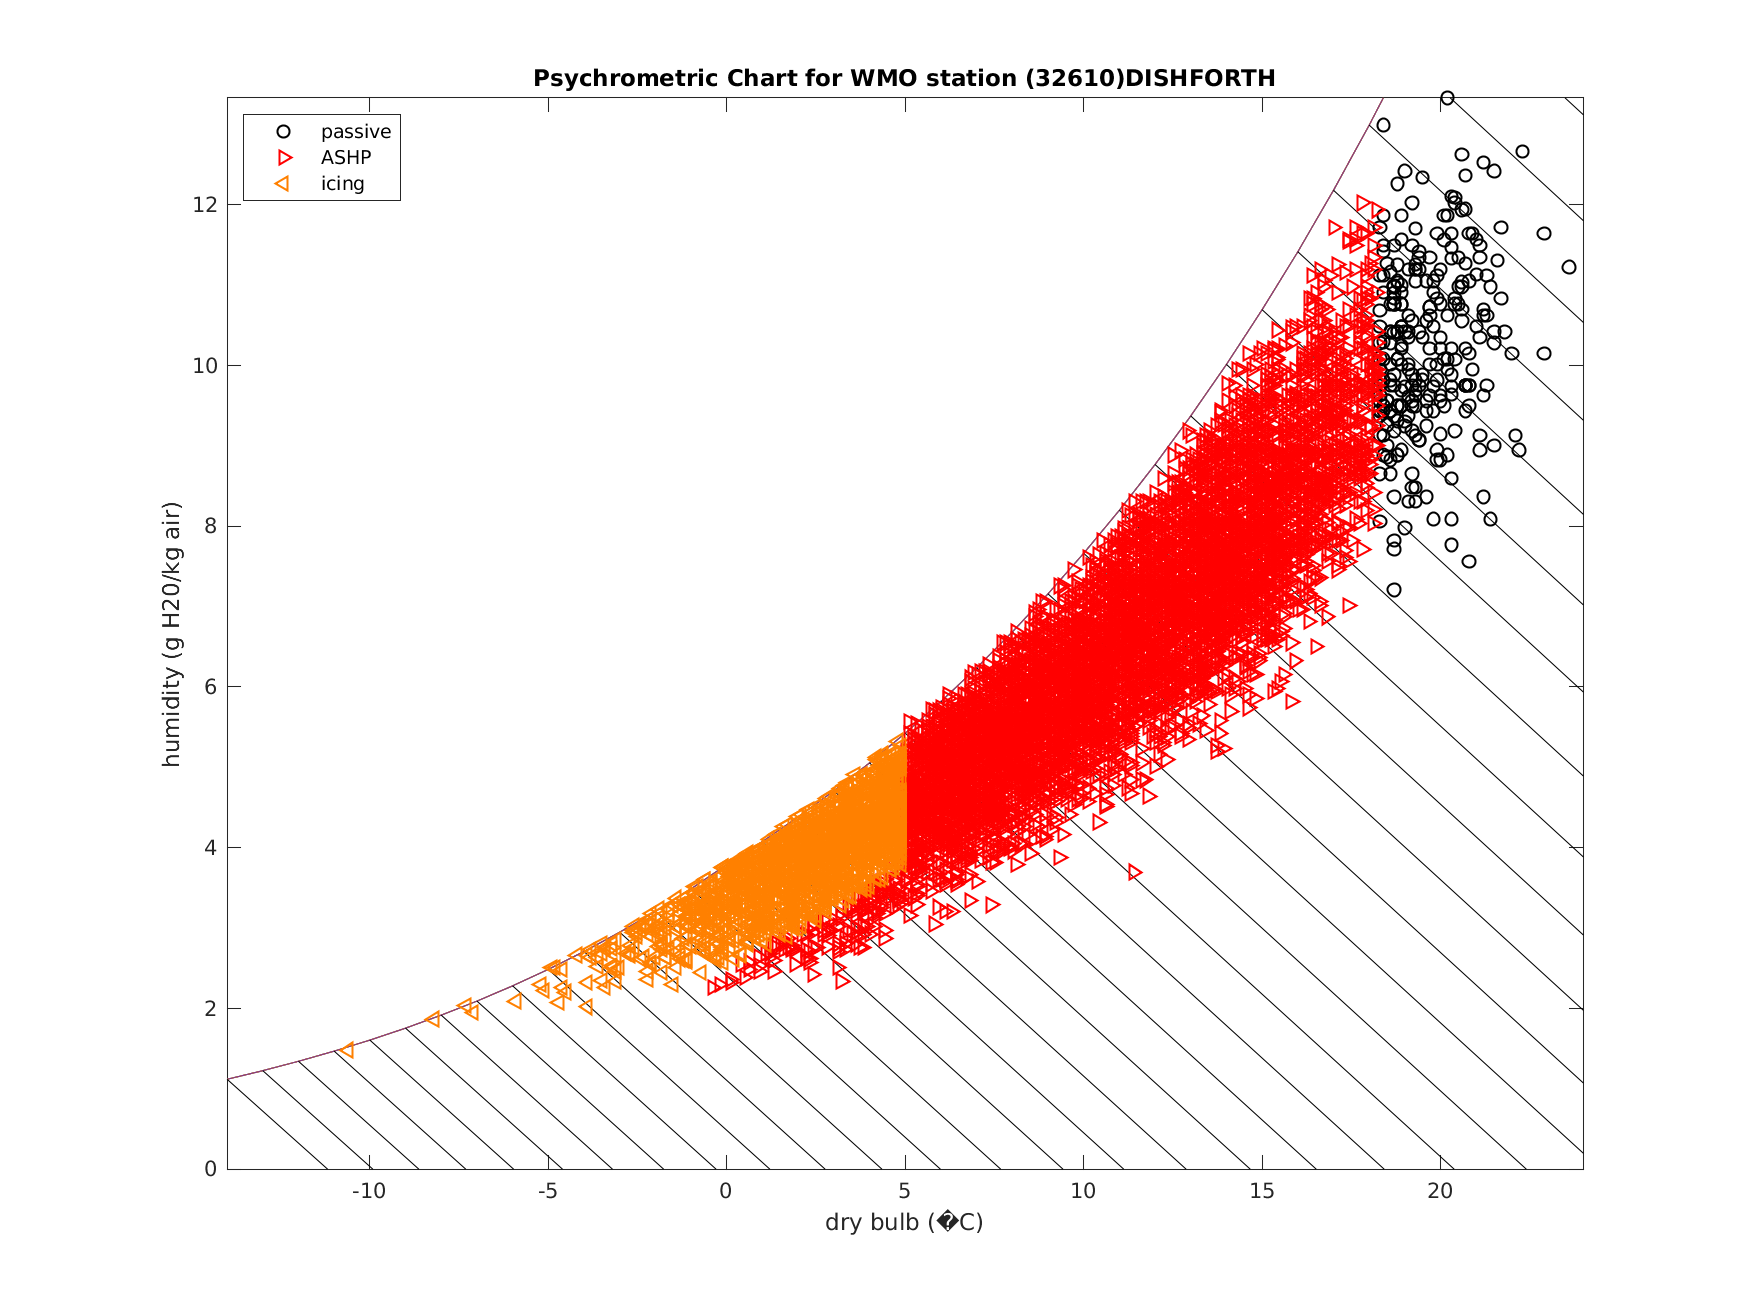 Psychrometric Chart for WMO station (32610)DISHFORTH
passive
ASHP
icing
humidity (g H20/kg air)
12
10
8
6
4
2
0
-10 -5 0 5 10 15 20
dry bulb (�C)